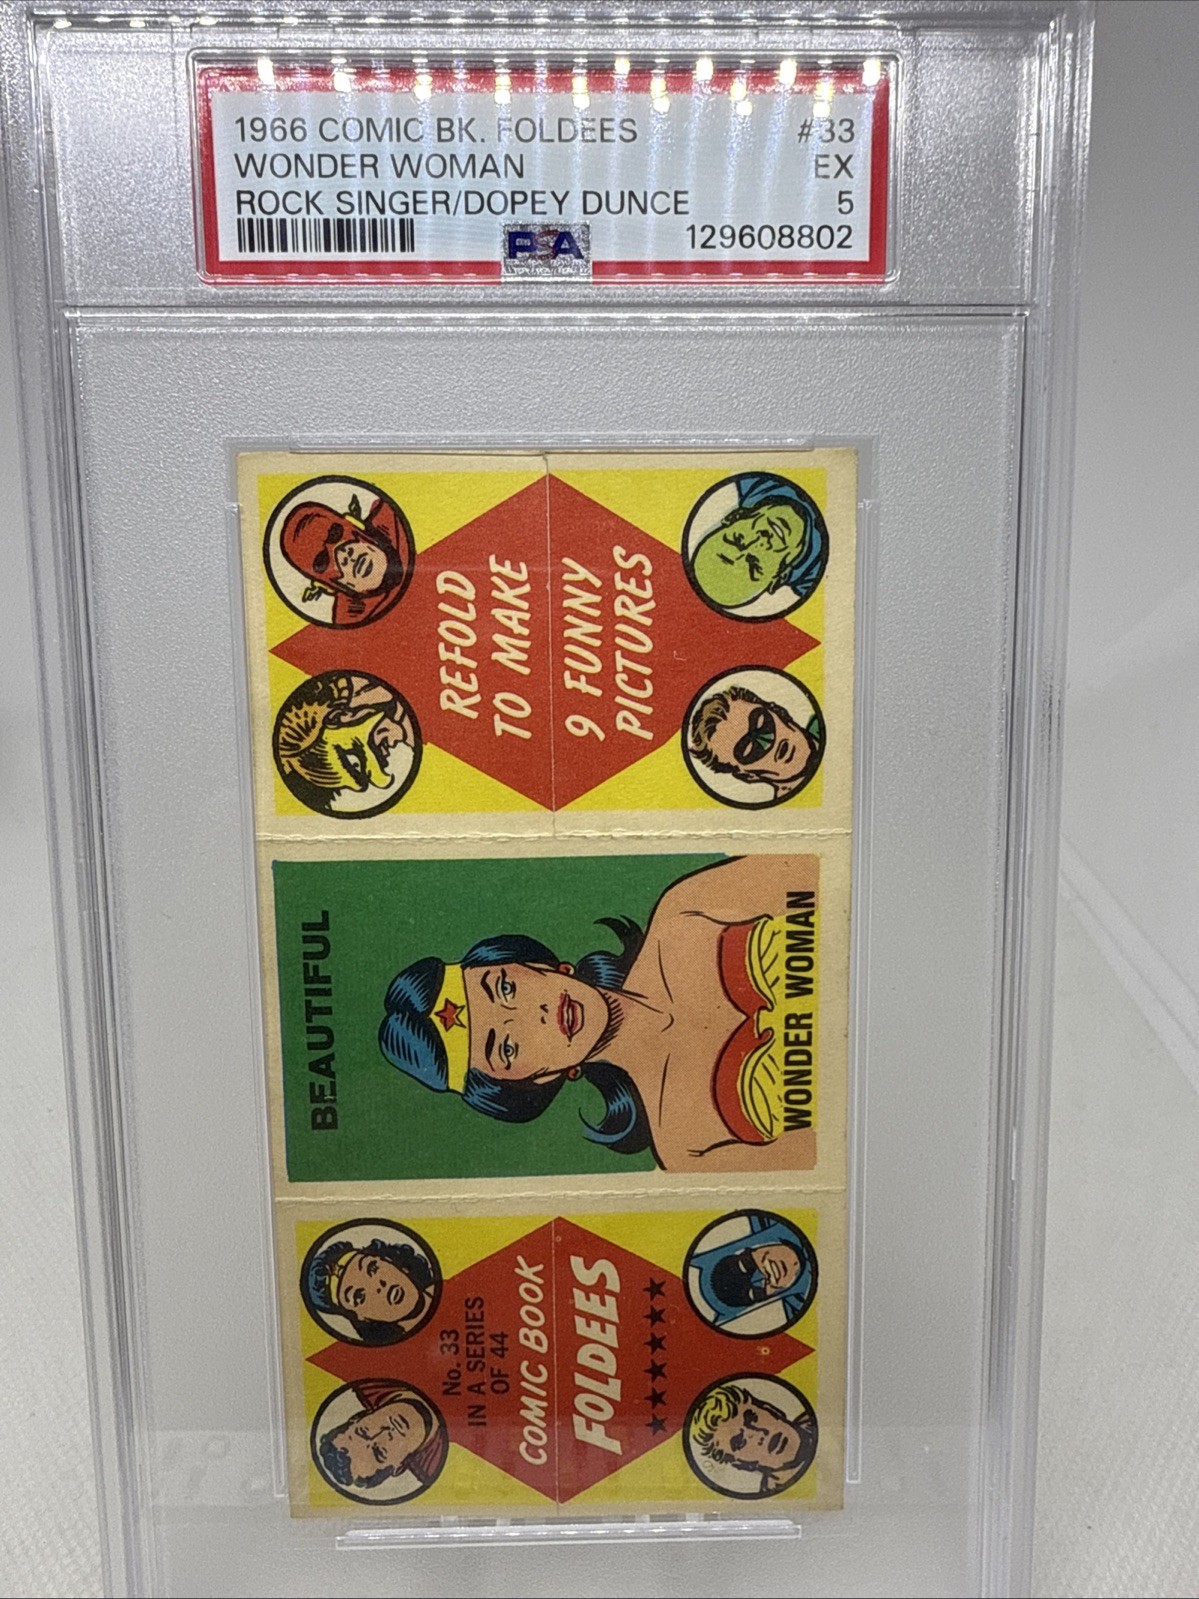 1966 COMIC BK. FOLDEES #33
WONDER WOMAN EX
ROCK SINGER/DOPEY DUNCE 5
PSA 129608802
REFOLD
TO MAKE
9 FUNNY
PICTURES
BEAUTIFUL
WONDER WOMAN
No. 33
IN A SERIES
OF 44
COMIC BOOK
FOLDEES